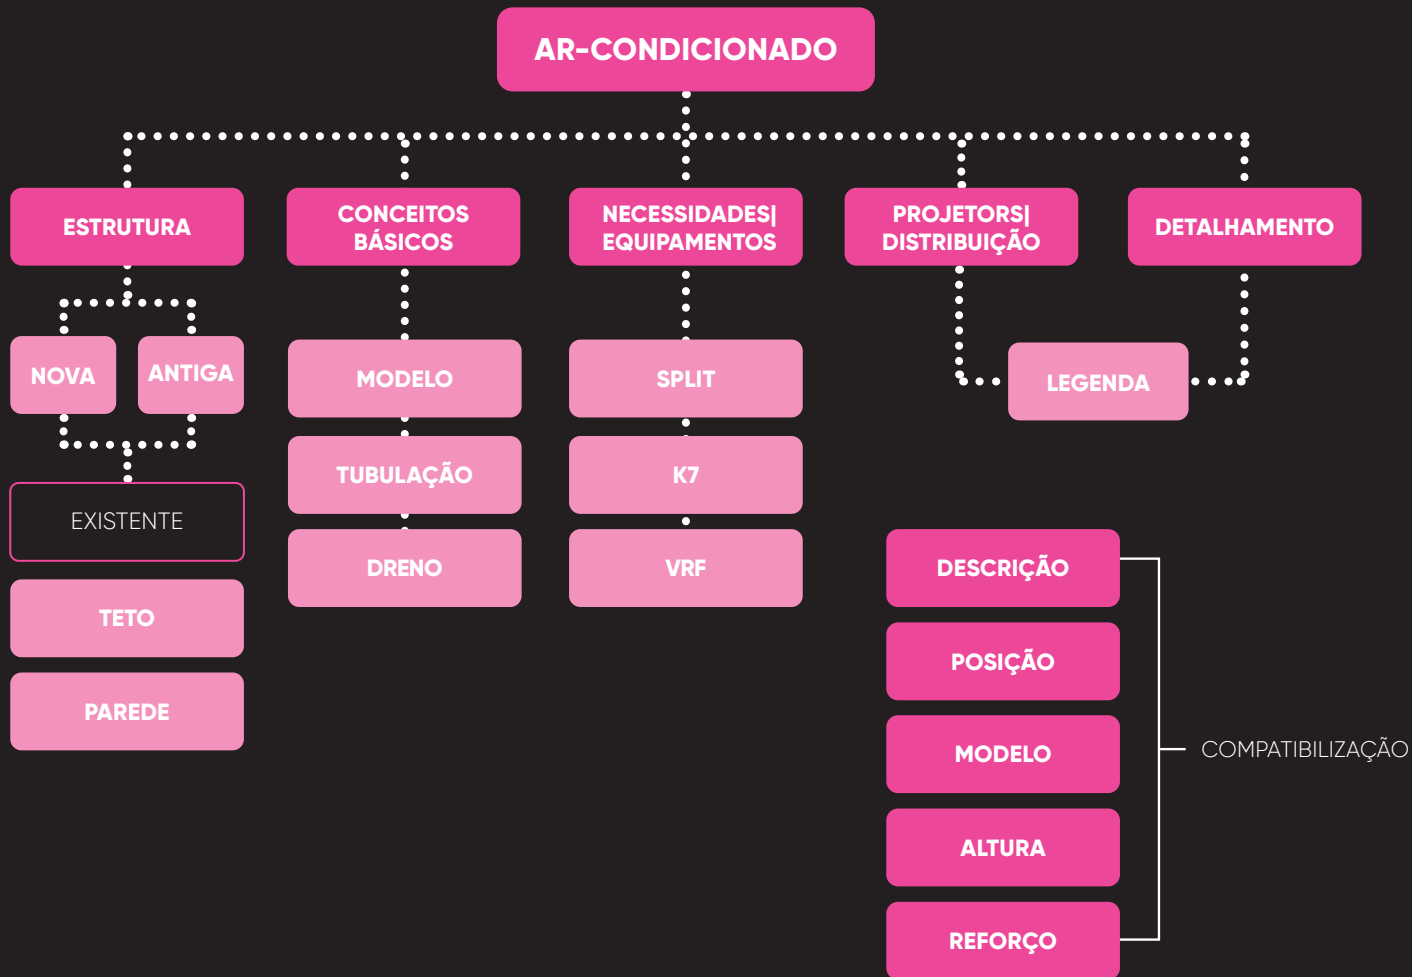 AR-CONDICIONADO
ESTRUTURA
CONCEITOS
BÁSICOS
NECESSIDADES|
EQUIPAMENTOS
PROJETORS|
DISTRIBUIÇÃO
DETALHAMENTO
NOVA
ANTIGA
EXISTENTE
TETO
PAREDE
MODELO
TUBULAÇÃO
DRENO
SPLIT
K7
VRF
LEGENDA
DESCRIÇÃO
POSIÇÃO
MODELO
ALTURA
REFORÇO
COMPATIBILIZAÇÃO